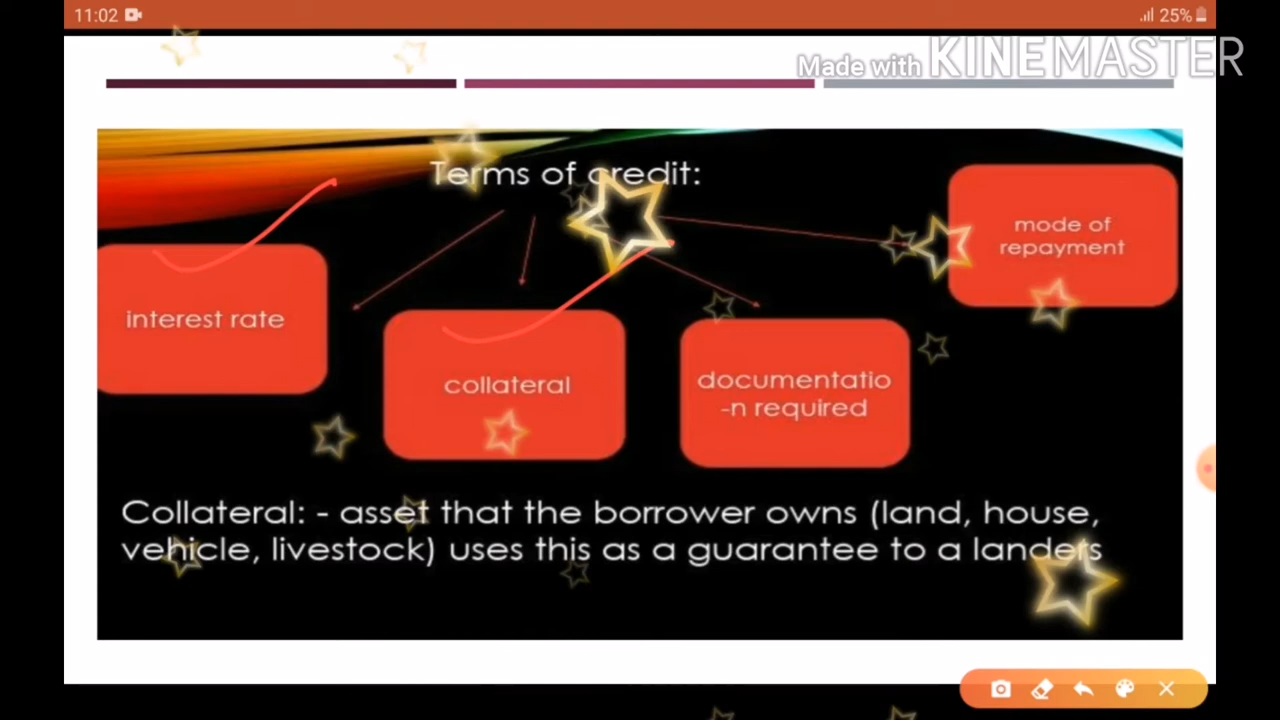 11:02
25%
Made with KINEMASTER
Terms of credit:
mode of
repayment
interest rate
collateral
documentatio
-n required
Collateral: - asset that the borrower owns (land, house,
vehicle, livestock) uses this as a guarantee to a landers